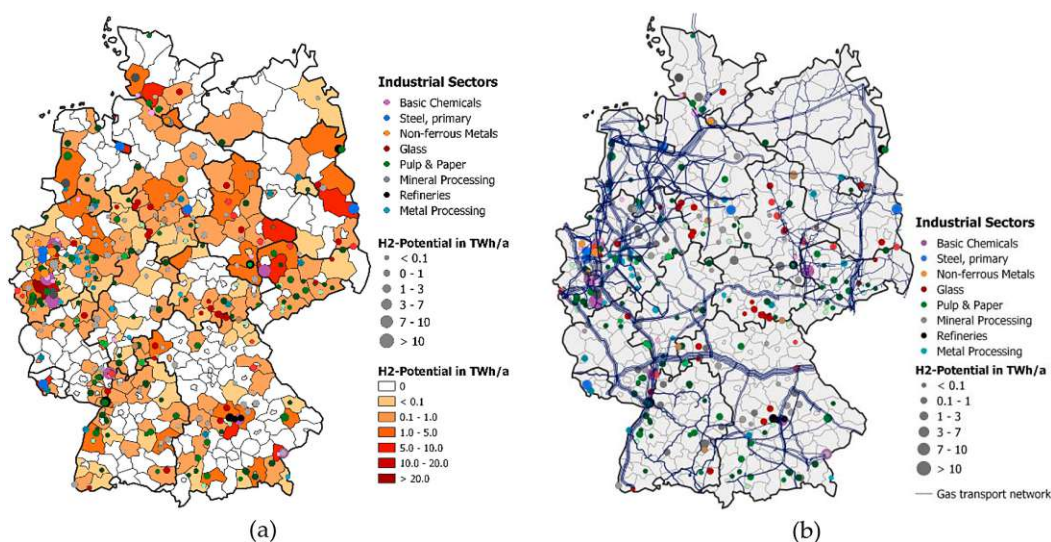 Industrial Sectors
Basic Chemicals
Steel, primary
Non-ferrous Metals
Glass
Pulp & Paper
Mineral Processing
Refineries
Metal Processing
H2-Potential in TWh/a
< 0.1
0 - 1
1 - 3
3 - 7
7 - 10
> 10
H2-Potential in TWh/a
0
< 0.1
0.1 - 1.0
1.0 - 5.0
5.0 - 10.0
10.0 - 20.0
> 20.0
(a)
Industrial Sectors
Basic Chemicals
Steel, primary
Non-ferrous Metals
Glass
Pulp & Paper
Mineral Processing
Refineries
Metal Processing
H2-Potential in TWh/a
< 0.1
0.1 - 1
1 - 3
3 - 7
7 - 10
> 10
Gas transport network
(b)